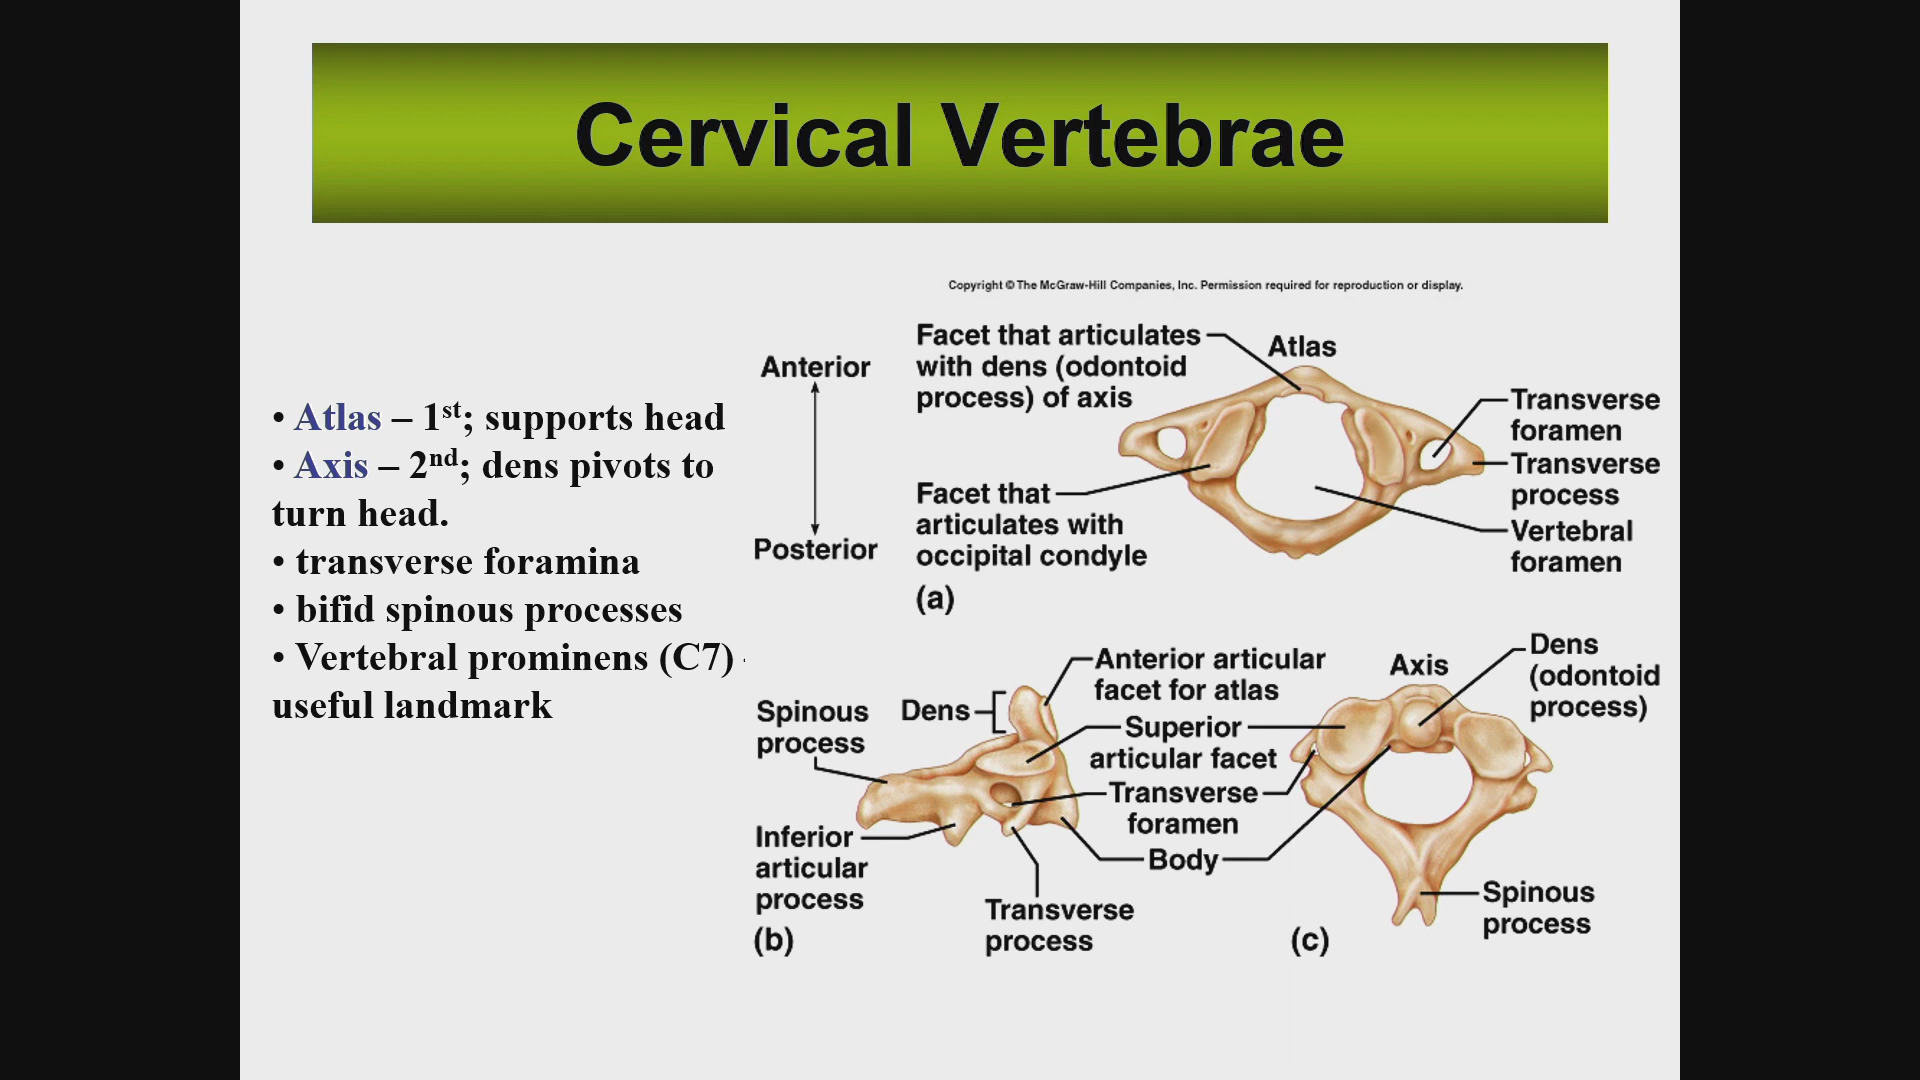 Cervical Vertebrae
• Atlas – 1st; supports head
• Axis – 2nd; dens pivots to
turn head.
• transverse foramina
• bifid spinous processes
• Vertebral prominens (C7) -
useful landmark
Copyright © The McGraw-Hill Companies, Inc. Permission required for reproduction or display.
Anterior
Posterior
Facet that articulates
with dens (odontoid
process) of axis
Atlas
Transverse
foramen
Transverse
process
Vertebral
foramen
Facet that
articulates with
occipital condyle
(a)
Spinous
process
Dens
Anterior articular
facet for atlas
Superior
articular facet
Transverse
foramen
Body
Inferior
articular
process
Transverse
process
(b)
Axis
Dens
(odontoid
process)
Spinous
process
(c)